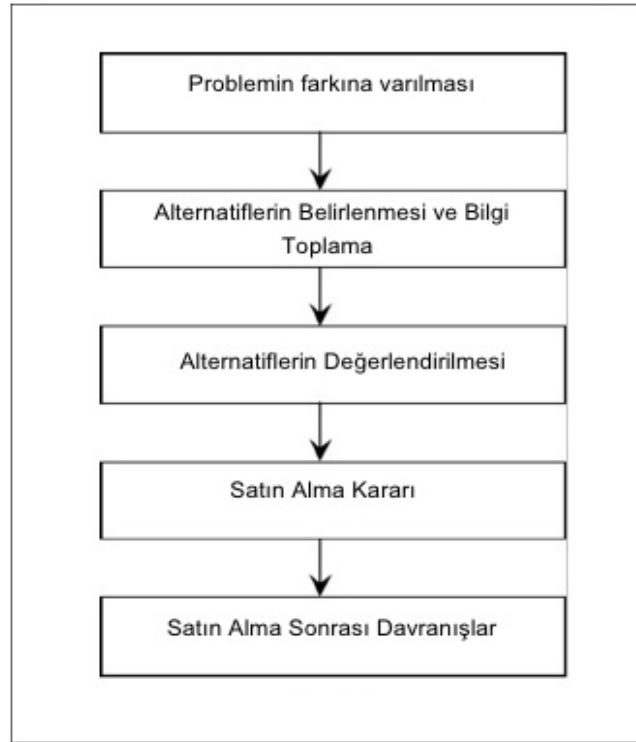 Problemin farkına varılması
Alternatiflerin Belirlenmesi ve Bilgi
Toplama
Alternatiflerin Değerlendirilmesi
Satın Alma Kararı
Satın Alma Sonrası Davranışlar